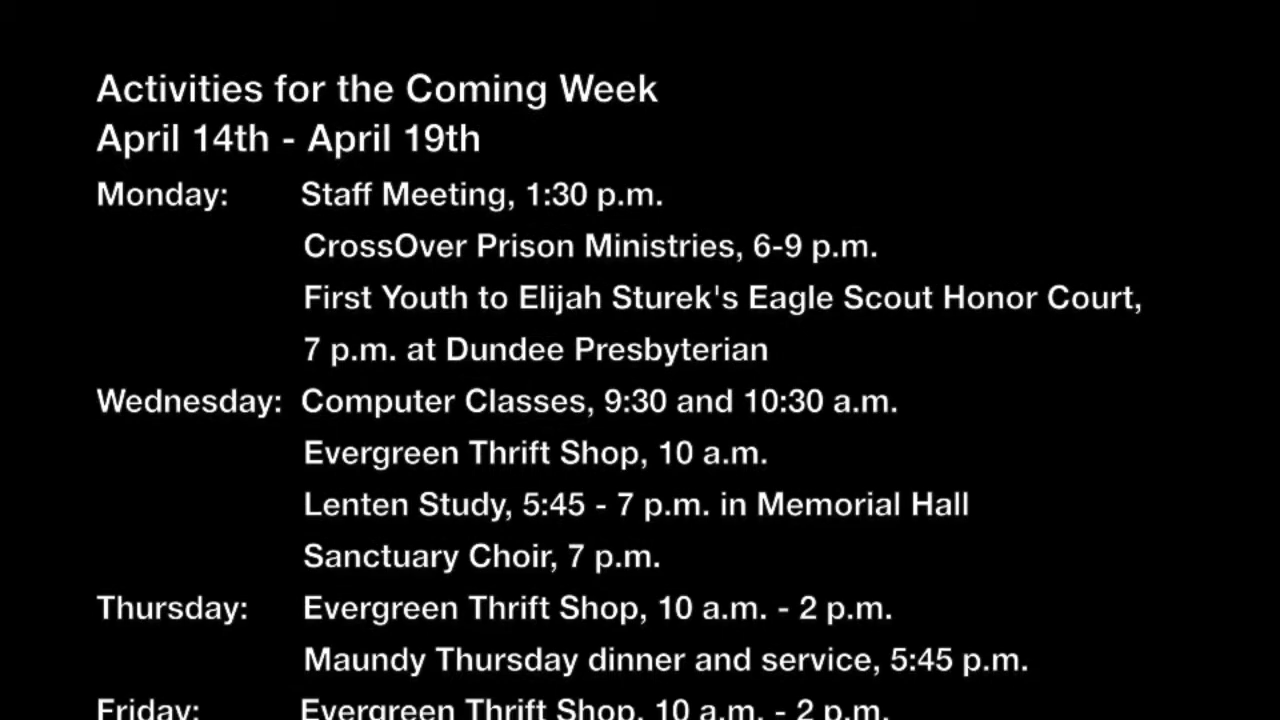 Activities for the Coming Week
April 14th - April 19th
Monday: Staff Meeting, 1:30 p.m.
CrossOver Prison Ministries, 6-9 p.m.
First Youth to Elijah Sturek's Eagle Scout Honor Court,
7 p.m. at Dundee Presbyterian
Wednesday: Computer Classes, 9:30 and 10:30 a.m.
Evergreen Thrift Shop, 10 a.m.
Lenten Study, 5:45 - 7 p.m. in Memorial Hall
Sanctuary Choir, 7 p.m.
Thursday: Evergreen Thrift Shop, 10 a.m. - 2 p.m.
Maundy Thursday dinner and service, 5:45 p.m.
Friday: Evergreen Thrift Shop, 10 a.m. - 2 p.m.